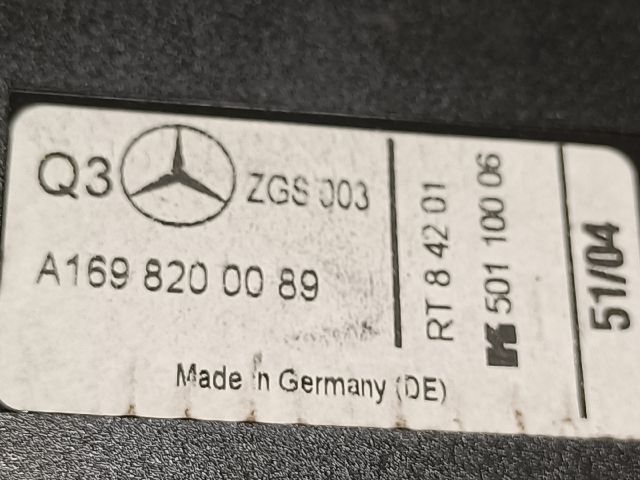 Q3 ZGS 003
A169 820 00 89
Made in Germany (DE)
RT 8 42 01
501 100 06
51/04